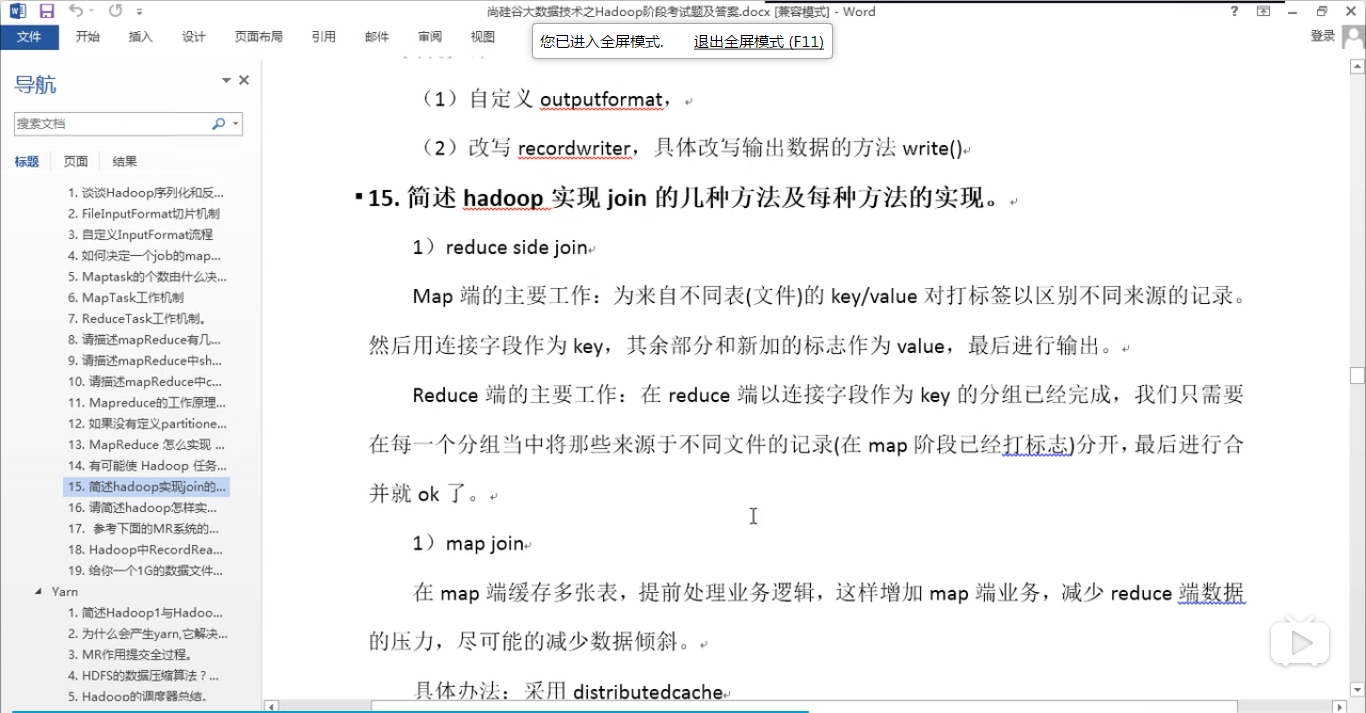 尚硅谷大数据技术之Hadoop阶段考试题及答案.docx [兼容模式] - Word
?
文件 开始 插入 设计 页面布局 引用 邮件 审阅 视图
登录
您已进入全屏模式. 退出全屏模式 (F11)
导航
搜索文档
标题 页面 结果
1. 谈谈Hadoop序列化和反...
2. FileInputFormat切片机制
3. 自定义InputFormat流程
4. 如何决定一个job的map...
5. Maptask的个数由什么决...
6. MapTask工作机制
7. ReduceTask工作机制。
8. 请描述mapReduce有几...
9. 请描述mapReduce中sh...
10. 请描述mapReduce中c...
11. Mapreduce的工作原理...
12. 如果没有定义partitione...
13. MapReduce 怎么实现 ...
14. 有可能使 Hadoop 任务...
15. 简述hadoop实现join的...
16. 请简述hadoop怎样实...
17. 参考下面的MR系统的...
18. Hadoop中RecordRea...
19. 给你一个1G的数据文件...
Yarn
1. 简述Hadoop1与Hadoo...
2. 为什么会产生yarn,它解决...
3. MR作用提交全过程。
4. HDFS的数据压缩算法？...
5. Hadoop的调度器总结。
（1）自定义 outputformat，
（2）改写 recordwriter，具体改写输出数据的方法 write()
15. 简述 hadoop 实现 join 的几种方法及每种方法的实现。
1）reduce side join
Map 端的主要工作：为来自不同表(文件)的 key/value 对打标签以区别不同来源的记录。
然后用连接字段作为 key，其余部分和新加的标志作为 value，最后进行输出。
Reduce 端的主要工作：在 reduce 端以连接字段作为 key 的分组已经完成，我们只需要
在每一个分组当中将那些来源于不同文件的记录(在 map 阶段已经打标志)分开，最后进行合
并就 ok 了。
1）map join
在 map 端缓存多张表，提前处理业务逻辑，这样增加 map 端业务，减少 reduce 端数据
的压力，尽可能的减少数据倾斜。
具体办法：采用 distributedcache